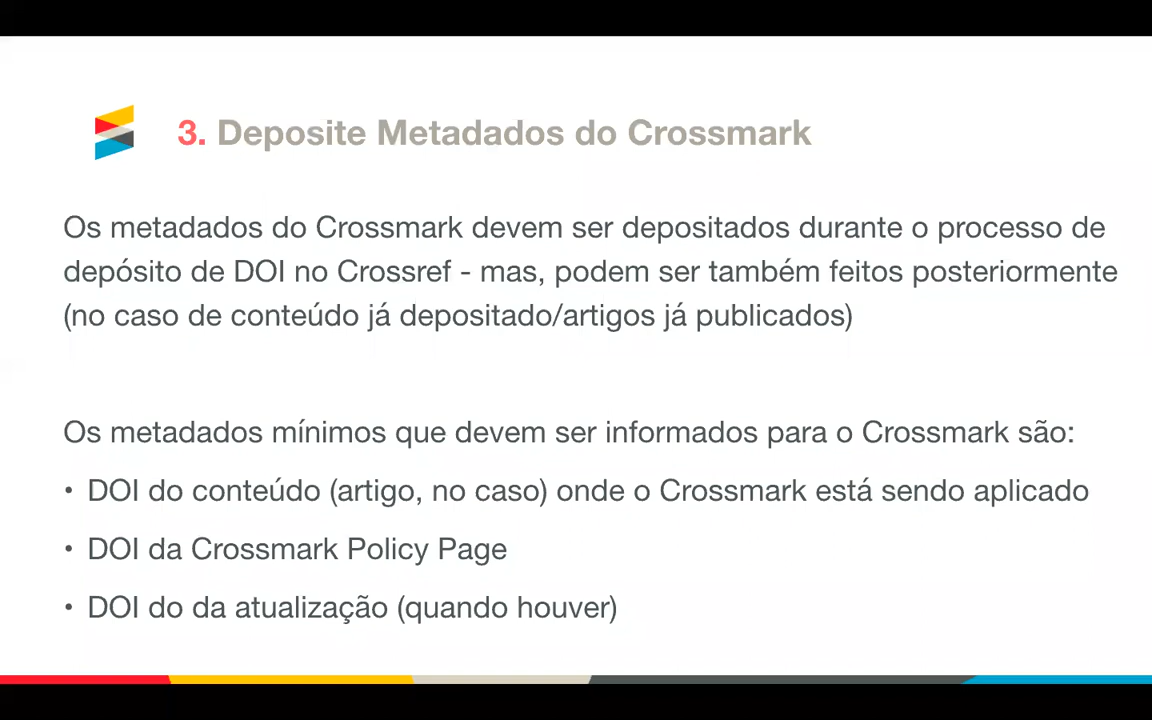 3. Deposite Metadados do Crossmark
Os metadados do Crossmark devem ser depositados durante o processo de
depósito de DOI no Crossref - mas, podem ser também feitos posteriormente
(no caso de conteúdo já depositado/artigos já publicados)
Os metadados mínimos que devem ser informados para o Crossmark são:
• DOI do conteúdo (artigo, no caso) onde o Crossmark está sendo aplicado
• DOI da Crossmark Policy Page
• DOI do da atualização (quando houver)